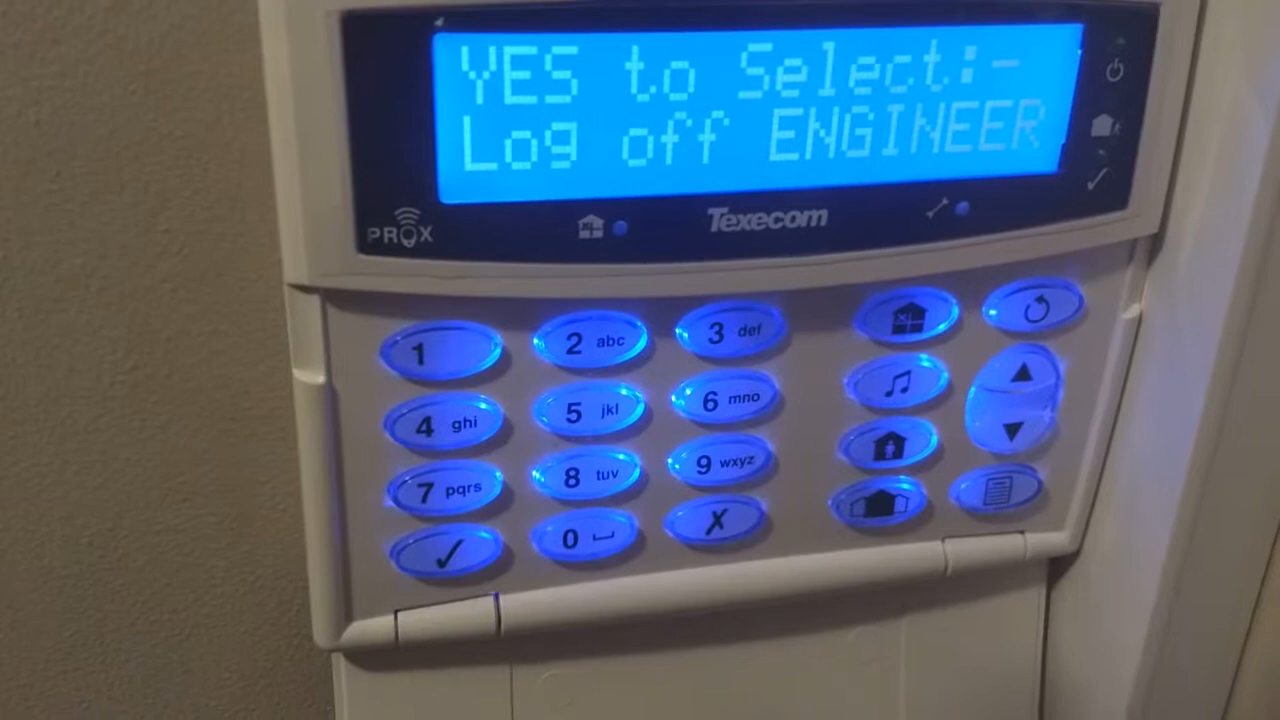 YES to Select:-
Log off ENGINEER
PROX
Texecom
1
2 abc
3 def
4 ghi
5 jkl
6 mno
7 pqrs
8 tuv
9 wxyz
0